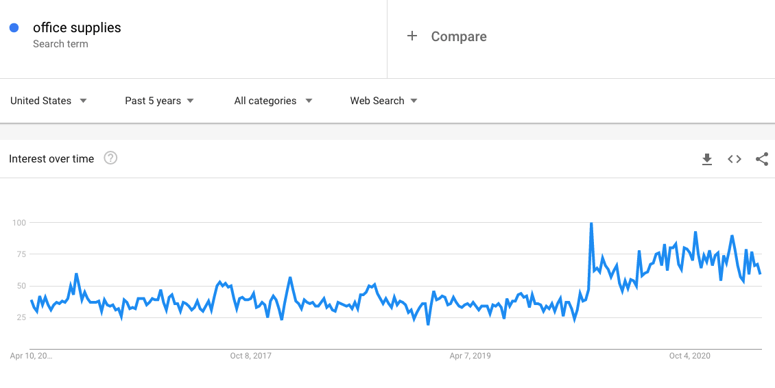 office supplies
Search term
+ Compare
United States
Past 5 years
All categories
Web Search
Interest over time ?
100
75
50
25
Apr 10, 20...
Oct 8, 2017
Apr 7, 2019
Oct 4, 2020